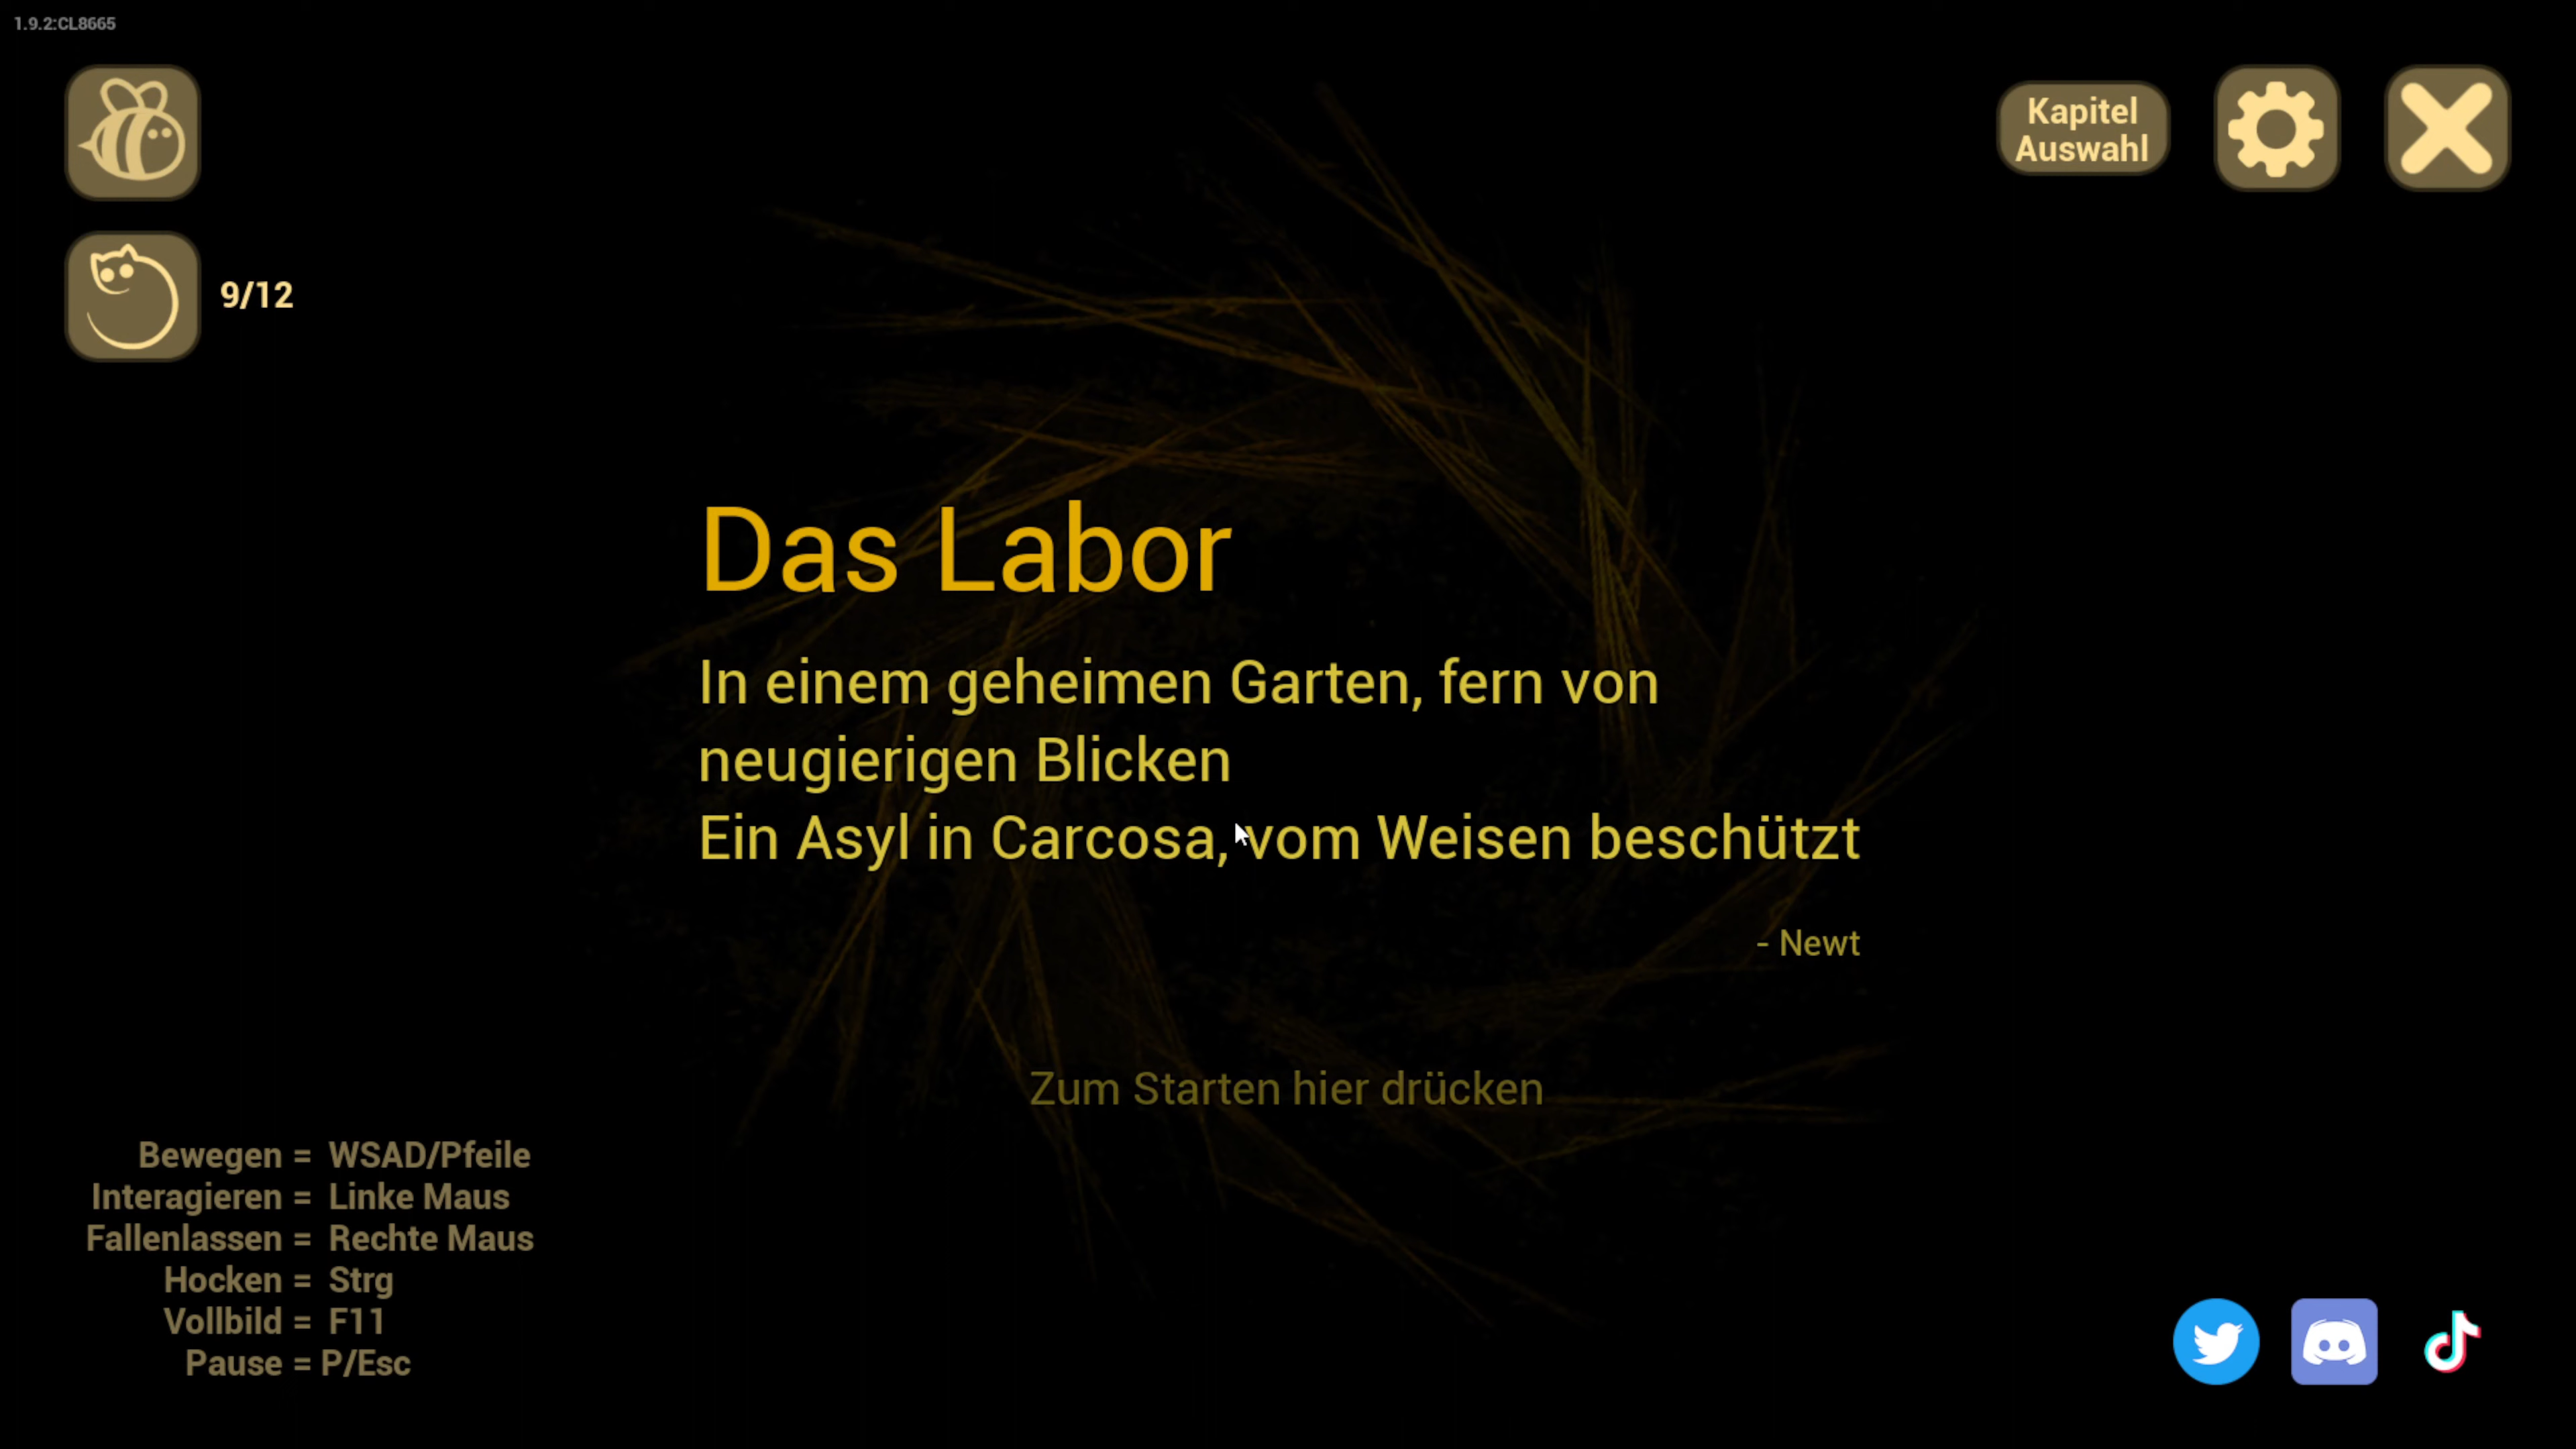 1.9.2:CL8665
Kapitel
Auswahl
9/12
Das Labor
In einem geheimen Garten, fern von
neugierigen Blicken
Ein Asyl in Carcosa, vom Weisen beschützt
- Newt
Zum Starten hier drücken
Bewegen = WSAD/Pfeile
Interagieren = Linke Maus
Fallenlassen = Rechte Maus
Hocken = Strg
Vollbild = F11
Pause = P/Esc